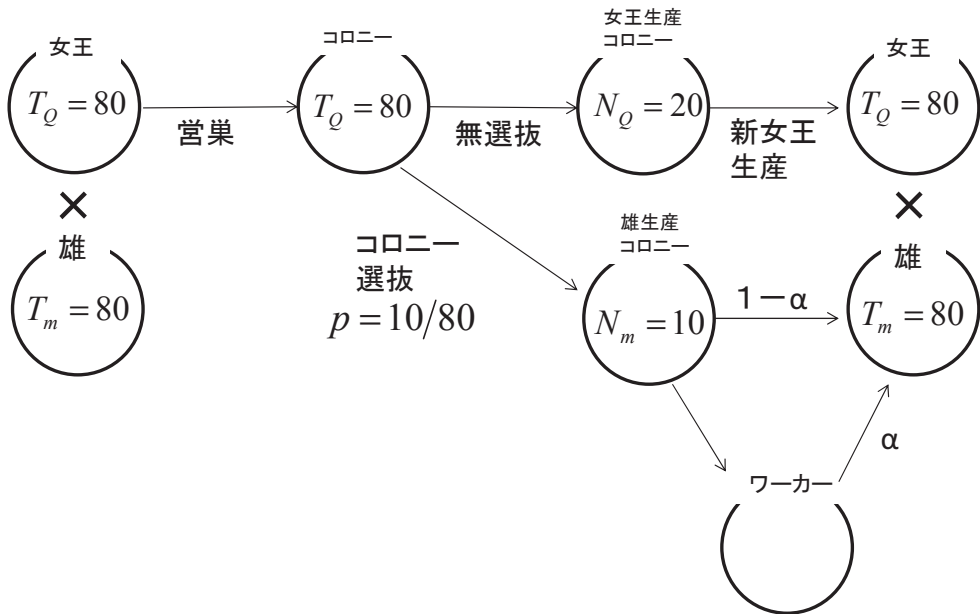 女王
T_Q = 80
×
雄
T_m = 80
営巣
コロニー
T_Q = 80
無選抜
コロニー
選抜
p = 10/80
女王生産
コロニー
N_Q = 20
新女王
生産
雄生産
コロニー
N_m = 10
1－α
ワーカー
α
女王
T_Q = 80
×
雄
T_m = 80